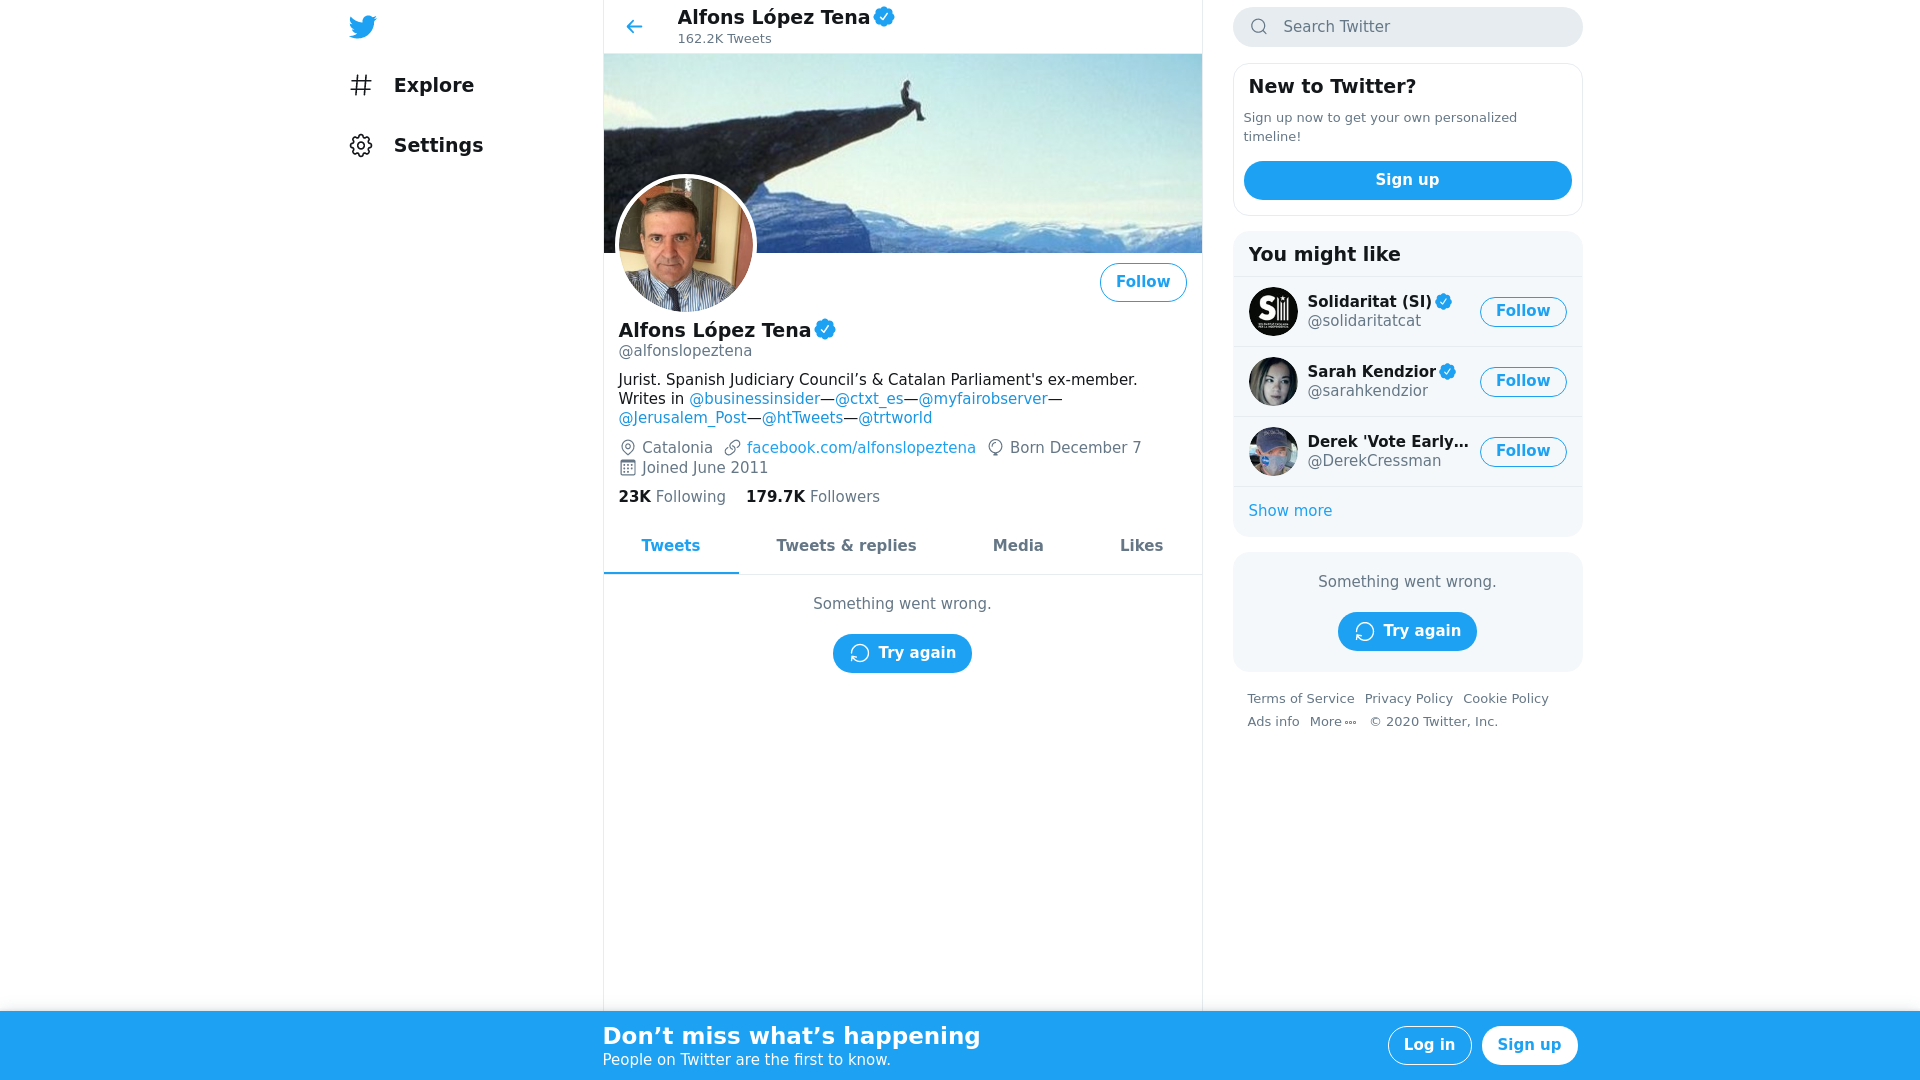 Explore
Settings
Alfons López Tena
162.2K Tweets
Follow
Alfons López Tena
@alfonslopeztena
Jurist. Spanish Judiciary Council’s & Catalan Parliament's ex-member.
Writes in @businessinsider—@ctxt_es—@myfairobserver—
@Jerusalem_Post—@htTweets—@trtworld
Catalonia facebook.com/alfonslopeztena Born December 7
Joined June 2011
23K Following 179.7K Followers
Tweets Tweets & replies Media Likes
Something went wrong.
Try again
Search Twitter
New to Twitter?
Sign up now to get your own personalized
timeline!
Sign up
You might like
Solidaritat (SI)
@solidaritatcat
Follow
Sarah Kendzior
@sarahkendzior
Follow
Derek 'Vote Early…
@DerekCressman
Follow
Show more
Something went wrong.
Try again
Terms of Service Privacy Policy Cookie Policy
Ads info More © 2020 Twitter, Inc.
Don’t miss what’s happening
People on Twitter are the first to know.
Log in
Sign up